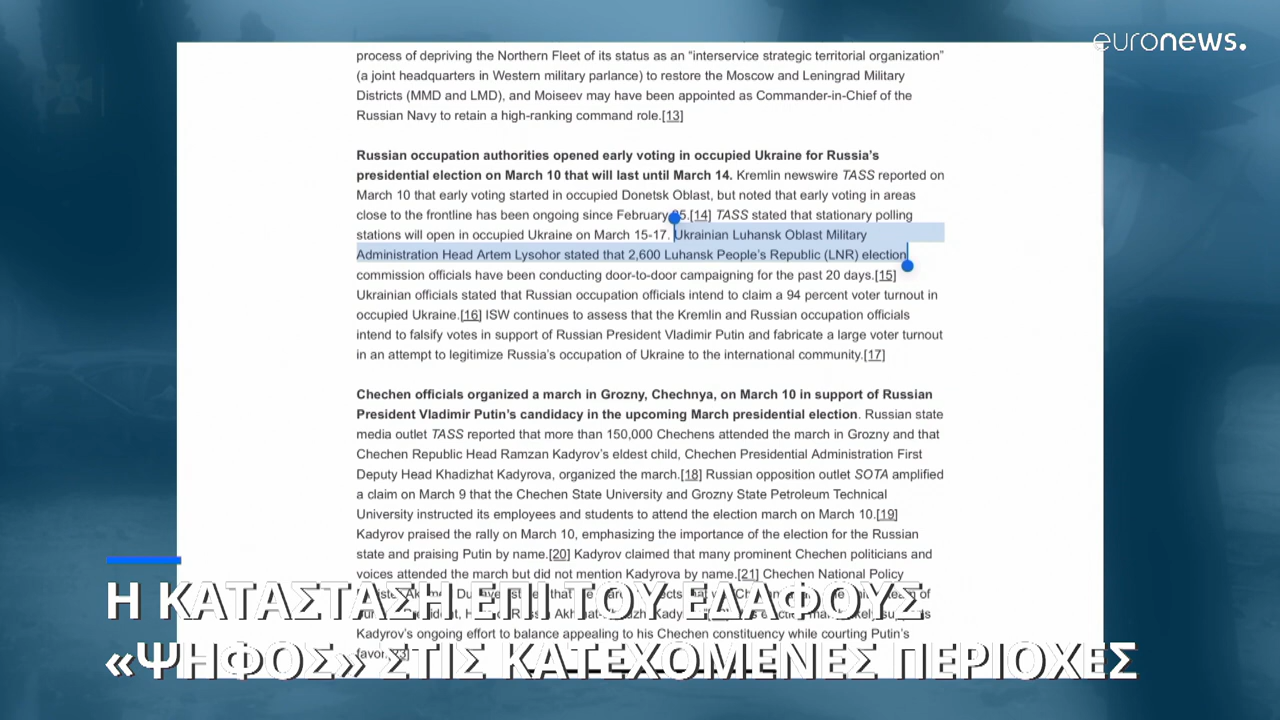 euronews.
process of depriving the Northern Fleet of its status as an “interservice strategic territorial organization”
(a joint headquarters in Western military parlance) to restore the Moscow and Leningrad Military
Districts (MMD and LMD), and Moiseev may have been appointed as Commander-in-Chief of the
Russian Navy to retain a high-ranking command role.[13]
Russian occupation authorities opened early voting in occupied Ukraine for Russia’s
presidential election on March 10 that will last until March 14. Kremlin newswire TASS reported on
March 10 that early voting started in occupied Donetsk Oblast, but noted that early voting in areas
close to the frontline has been ongoing since February 25.[14] TASS stated that stationary polling
stations will open in occupied Ukraine on March 15-17. Ukrainian Luhansk Oblast Military
Administration Head Artem Lysohor stated that 2,600 Luhansk People’s Republic (LNR) election
commission officials have been conducting door-to-door campaigning for the past 20 days.[15]
Ukrainian officials stated that Russian occupation officials intend to claim a 94 percent voter turnout in
occupied Ukraine.[16] ISW continues to assess that the Kremlin and Russian occupation officials
intend to falsify votes in support of Russian President Vladimir Putin and fabricate a large voter turnout
in an attempt to legitimize Russia’s occupation of Ukraine to the international community.[17]
Chechen officials organized a march in Grozny, Chechnya, on March 10 in support of Russian
President Vladimir Putin’s candidacy in the upcoming March presidential election. Russian state
media outlet TASS reported that more than 150,000 Chechens attended the march in Grozny and that
Chechen Republic Head Ramzan Kadyrov’s eldest child, Chechen Presidential Administration First
Deputy Head Khadizhat Kadyrova, organized the march.[18] Russian opposition outlet SOTA amplified
a claim on March 9 that the Chechen State University and Grozny State Petroleum Technical
University instructed its employees and students to attend the election march on March 10.[19]
Kadyrov praised the rally on March 10, emphasizing the importance of the election for the Russian
state and praising Putin by name.[20] Kadyrov claimed that many prominent Chechen politicians and
voices attended the march but did not mention Kadyrova by name.[21] Chechen National Policy
Η ΚΑΤΑΣΤΑΣΗ ΕΠΙ ΤΟΥ ΕΔΑΦΟΥΣ
Kadyrov’s ongoing effort to balance appealing to his Chechen constituency while courting Putin’s
«ΨΗΦΟΣ» ΣΤΙΣ ΚΑΤΕΧΟΜΕΝΕΣ ΠΕΡΙΟΧΕΣ